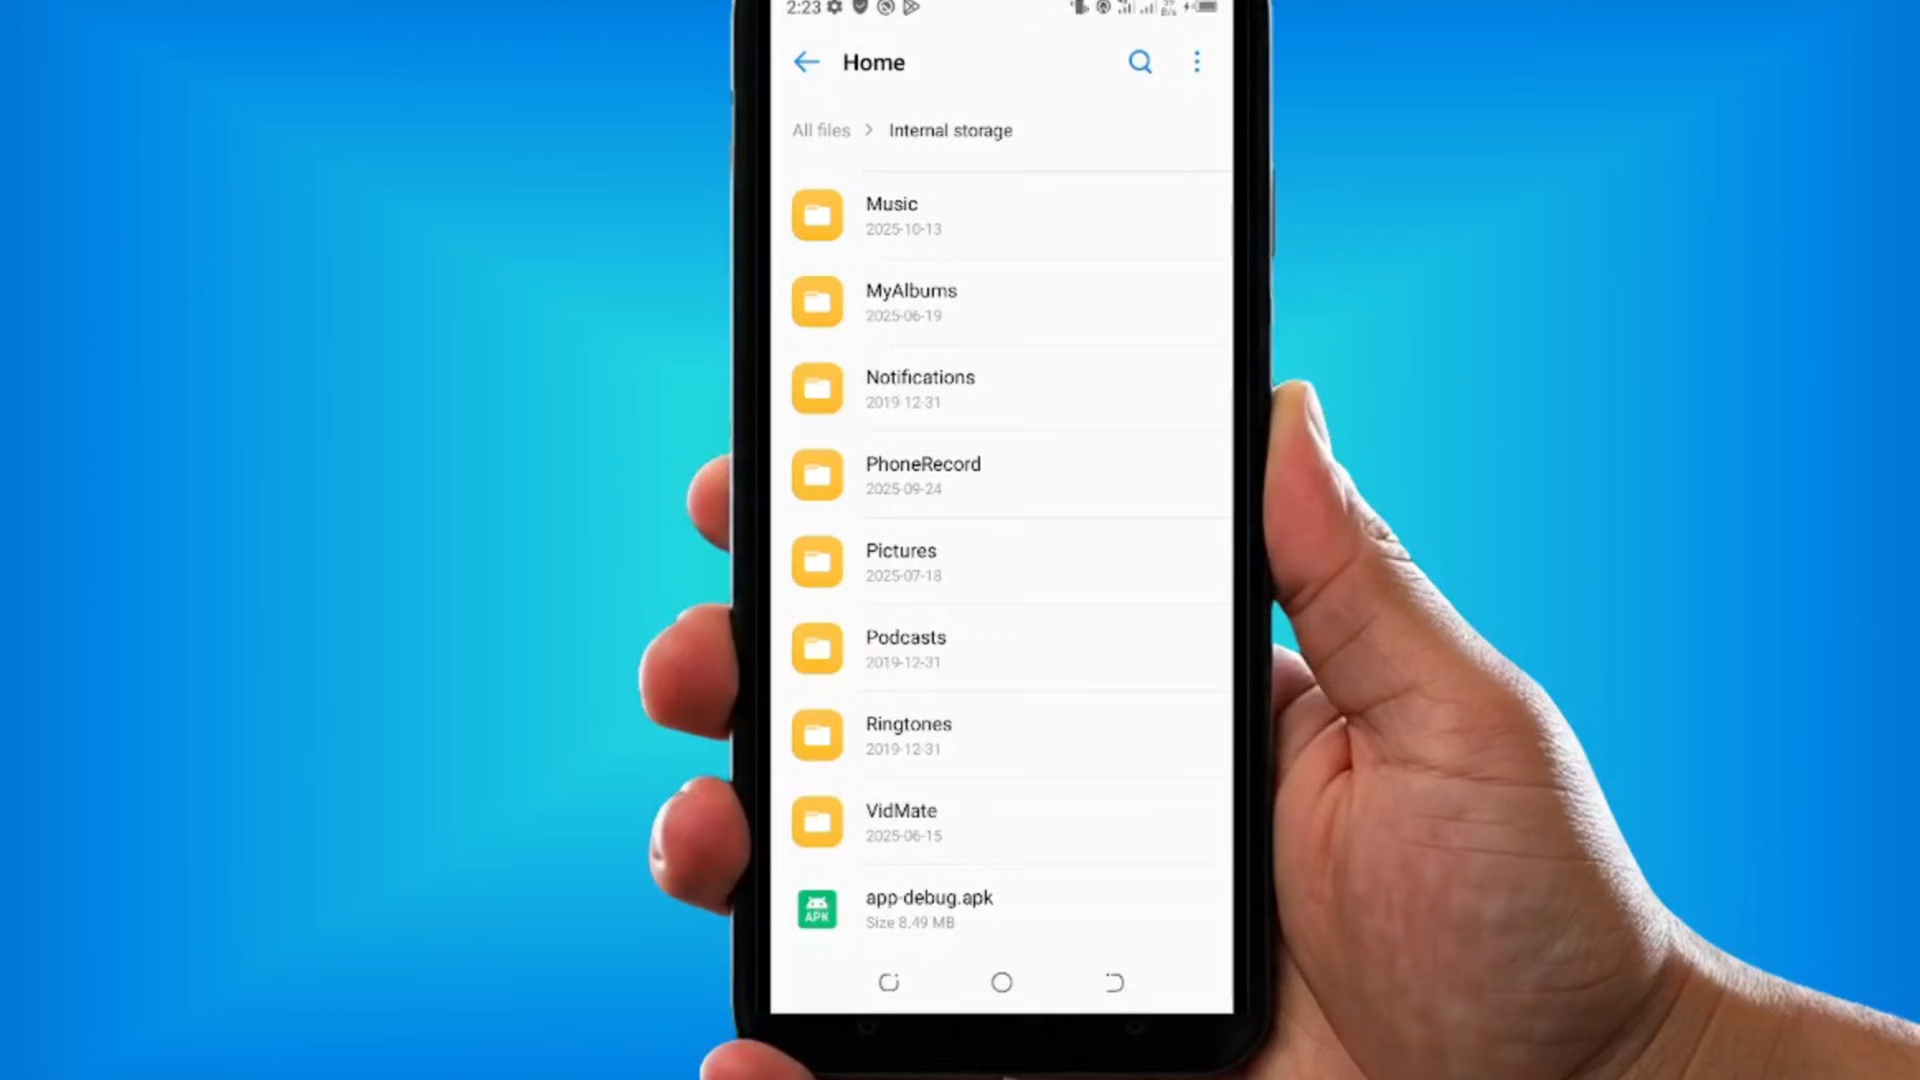 2:23
Home
All files > Internal storage
Music
2025-10-13
MyAlbums
2025-06-19
Notifications
2019-12-31
PhoneRecord
2025-09-24
Pictures
2025-07-18
Podcasts
2019-12-31
Ringtones
2019-12-31
VidMate
2025-06-15
APK
app-debug.apk
Size 8.49 MB